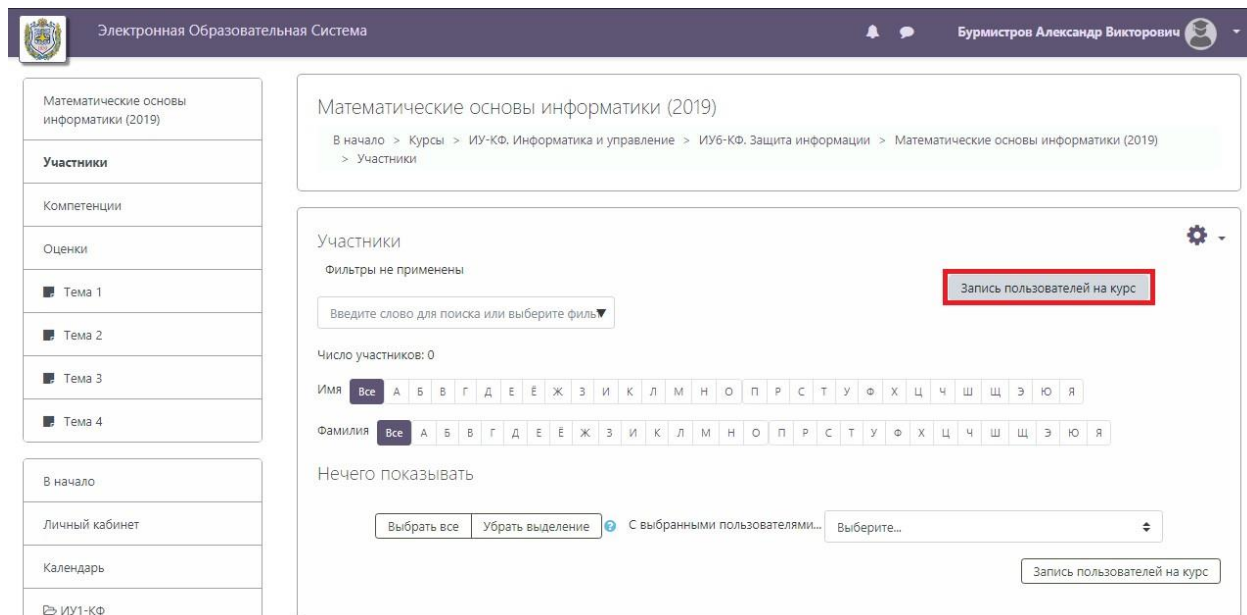 Электронная Образовательная Система
Бурмистров Александр Викторович
Математические основы
информатики (2019)
Участники
Компетенции
Оценки
Тема 1
Тема 2
Тема 3
Тема 4
В начало
Личный кабинет
Календарь
ИУ1-КФ
Математические основы информатики (2019)
В начало > Курсы > ИУ-КФ. Информатика и управление > ИУ6-КФ. Защита информации > Математические основы информатики (2019)
> Участники
Участники
Фильтры не применены
Запись пользователей на курс
Введите слово для поиска или выберите филь▼
Число участников: 0
Имя Все А Б В Г Д Е Ё Ж З И К Л М Н О П Р С Т У Ф Х Ц Ч Ш Щ Э Ю Я
Фамилия Все А Б В Г Д Е Ё Ж З И К Л М Н О П Р С Т У Ф Х Ц Ч Ш Щ Э Ю Я
Нечего показывать
Выбрать все Убрать выделение ? С выбранными пользователями... Выберите...
Запись пользователей на курс